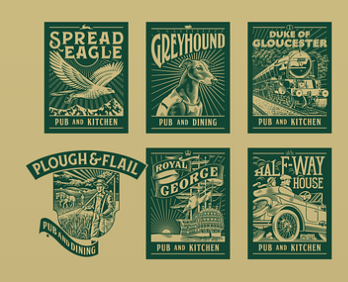 SPREAD
EAGLE
PUB AND KITCHEN
GREYHOUND
PUB AND DINING
DUKE OF
GLOUCESTER
PUB AND KITCHEN
PLOUGH & FLAIL
PUB AND DINING
ROYAL
GEORGE
PUB AND KITCHEN
HALF-WAY
HOUSE
PUB AND KITCHEN